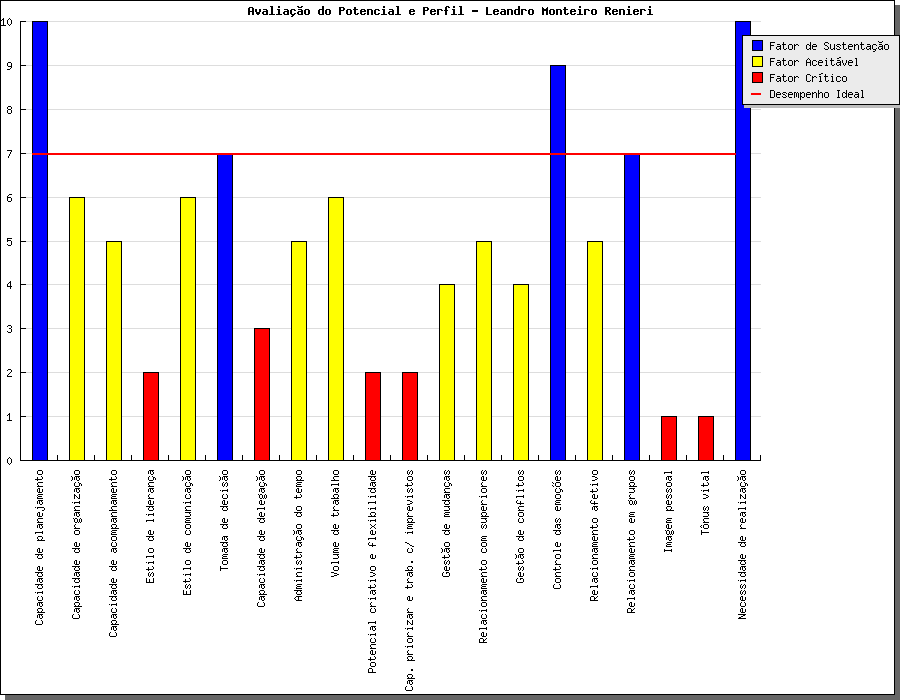 Avaliação do Potencial e Perfil - Leandro Monteiro Renieri
Fator de Sustentação
Fator Aceitável
Fator Crítico
Desempenho Ideal
10
9
8
7
6
5
4
3
2
1
0
Capacidade de planejamento
Capacidade de organização
Capacidade de acompanhamento
Estilo de liderança
Estilo de comunicação
Tomada de decisão
Capacidade de delegação
Administração do tempo
Volume de trabalho
Potencial criativo e flexibilidade
Cap. priorizar e trab. c/ imprevistos
Gestão de mudanças
Relacionamento com superiores
Gestão de conflitos
Controle das emoções
Relacionamento afetivo
Relacionamento em grupos
Imagem pessoal
Tônus vital
Necessidade de realização